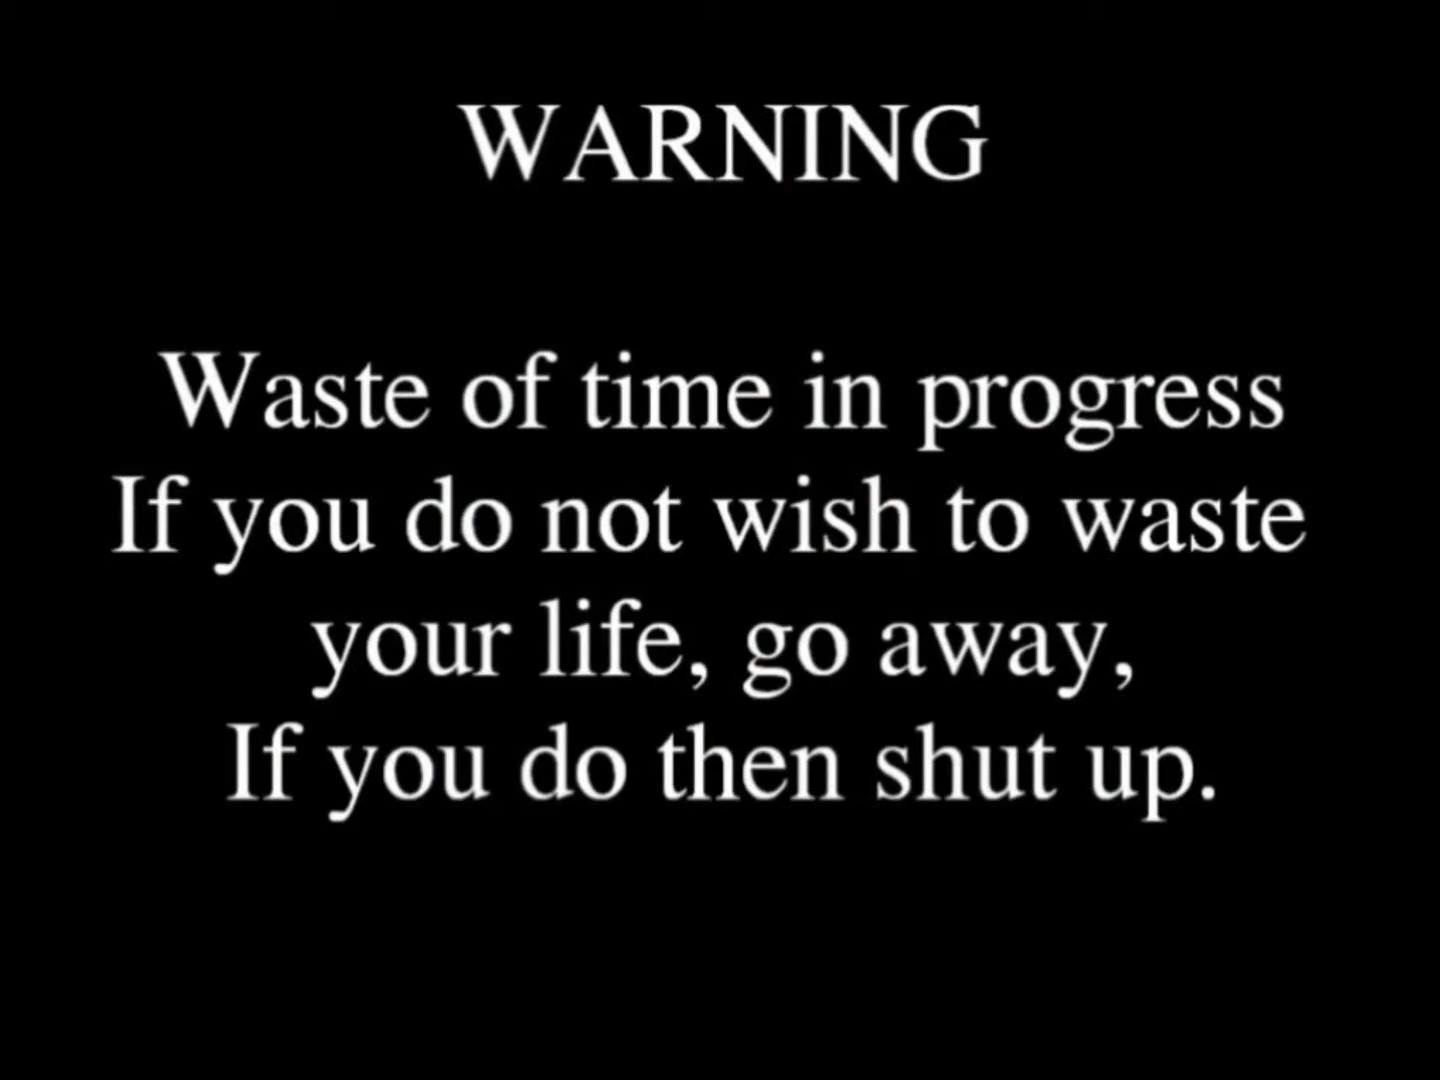 WARNING
Waste of time in progress
If you do not wish to waste
your life, go away,
If you do then shut up.